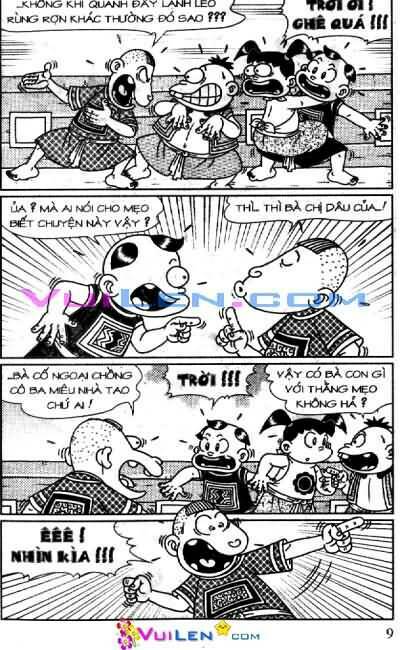 ..KHÔNG KHÍ QUANH ĐÂY LẠNH LẼO
RÙNG RỢN KHÁC THƯỜNG ĐÓ SAO ???
TRỜI ƠI !
GHÊ QUÁ !!!
ỦA ? MÀ AI NÓI CHO MẸO
BIẾT CHUYỆN NÀY VẬY ?
THÌ... THÌ BÀ CHỊ DÂU CỦA...!
VUILEN.COM
...BÀ CỐ NGOẠI CHỒNG
CÔ BA MIÊU NHÀ TAO
CHỨ AI !
TRỜI !!!
VẬY CÓ BÀ CON GÌ
VỚI THẰNG MẸO
KHÔNG HẢ ?
ÊÊÊ !
NHÌN KÌA !!!
VUILEN.COM
9